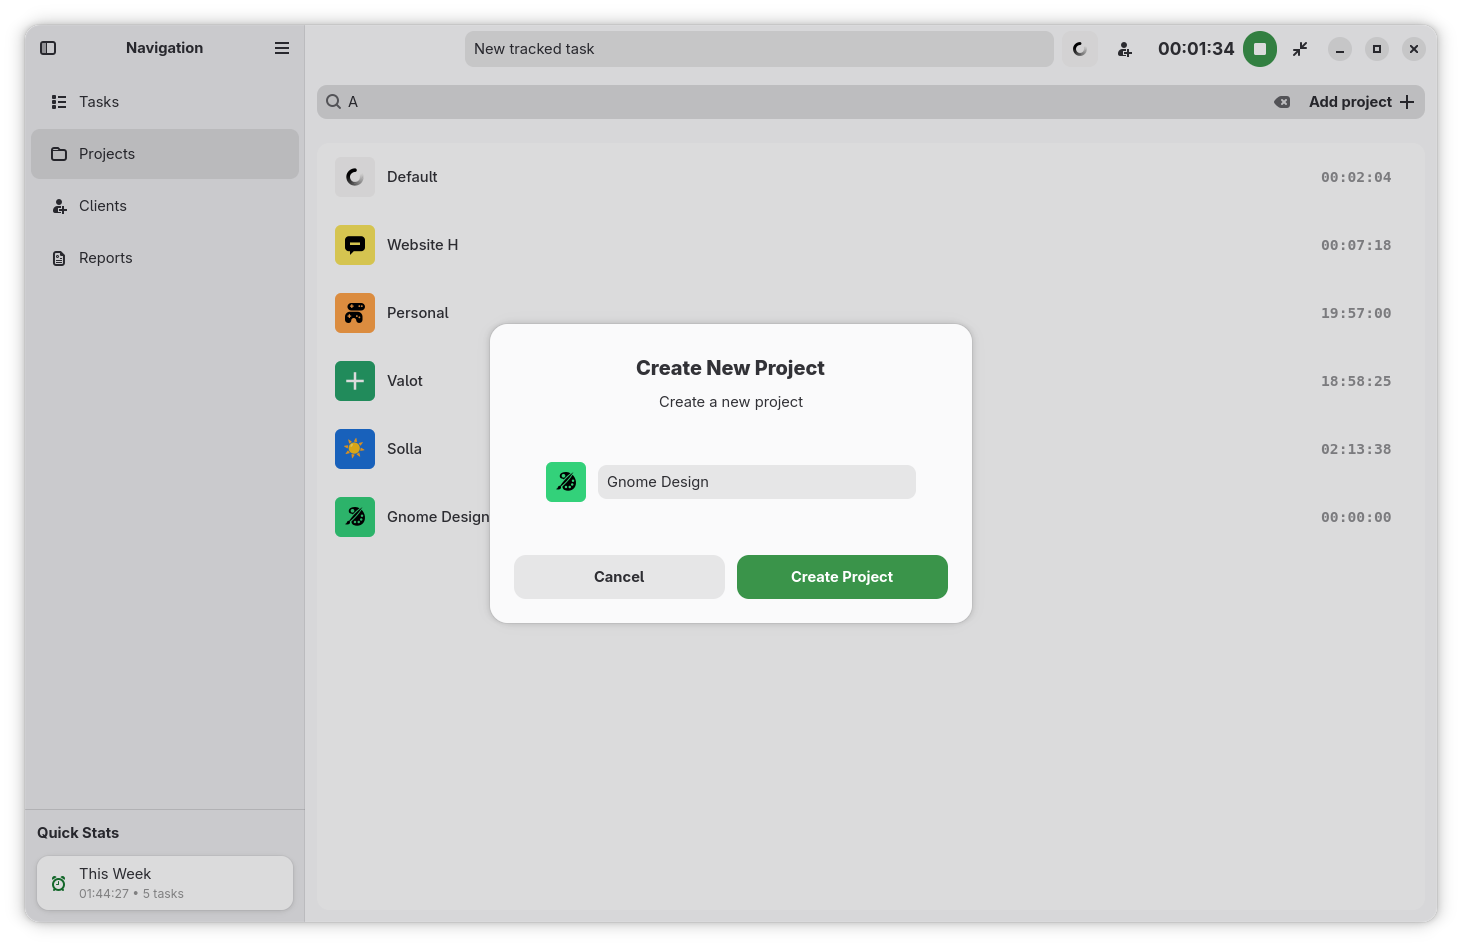 Navigation
New tracked task
00:01:34
Tasks
Projects
Clients
Reports
A
Add project
Default
00:02:04
Website H
00:07:18
Personal
19:57:00
Valot
18:58:25
Solla
02:13:38
Gnome Design
00:00:00
Create New Project
Create a new project
Gnome Design
Cancel
Create Project
Quick Stats
This Week
01:44:27 • 5 tasks